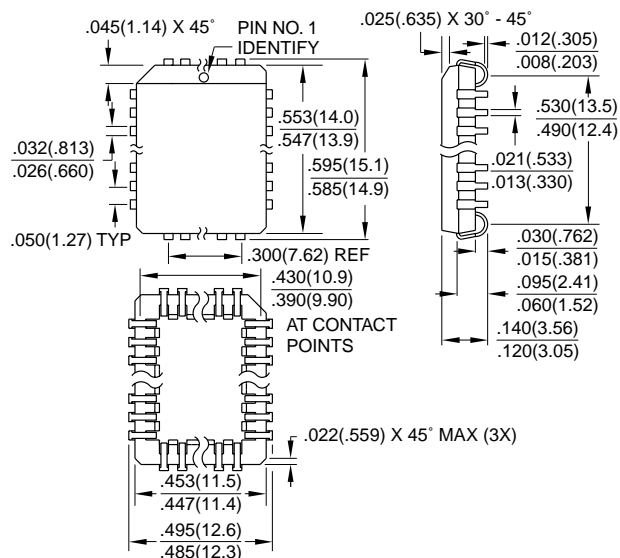 .045(1.14) X 45°
PIN NO. 1
IDENTIFY
.025(.635) X 30° - 45°
.012(.305)
.008(.203)
.553(14.0)
.547(13.9)
.595(15.1)
.585(14.9)
.032(.813)
.026(.660)
.050(1.27) TYP
.530(13.5)
.490(12.4)
.021(.533)
.013(.330)
.300(7.62) REF
.430(10.9)
.390(9.90)
AT CONTACT
POINTS
.030(.762)
.015(.381)
.095(2.41)
.060(1.52)
.140(3.56)
.120(3.05)
.022(.559) X 45° MAX (3X)
.453(11.5)
.447(11.4)
.495(12.6)
.485(12.3)